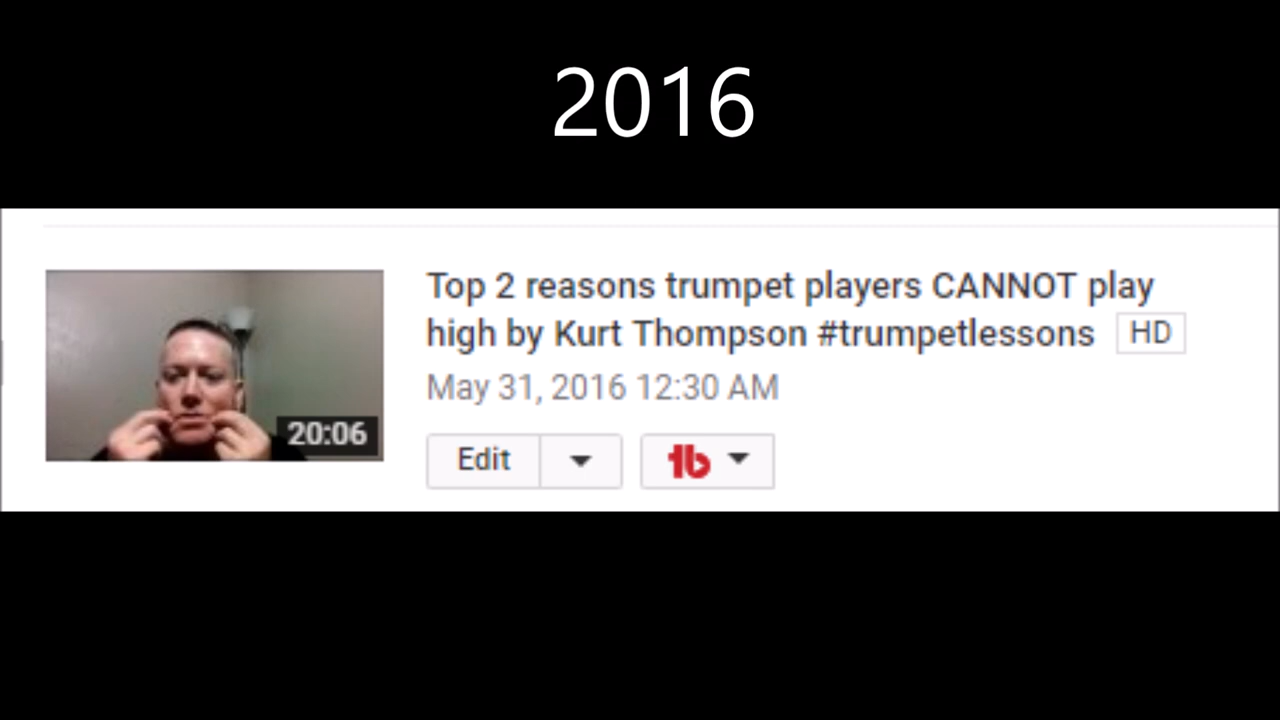 2016
Top 2 reasons trumpet players CANNOT play
high by Kurt Thompson #trumpetlessons HD
May 31, 2016 12:30 AM
20:06
Edit